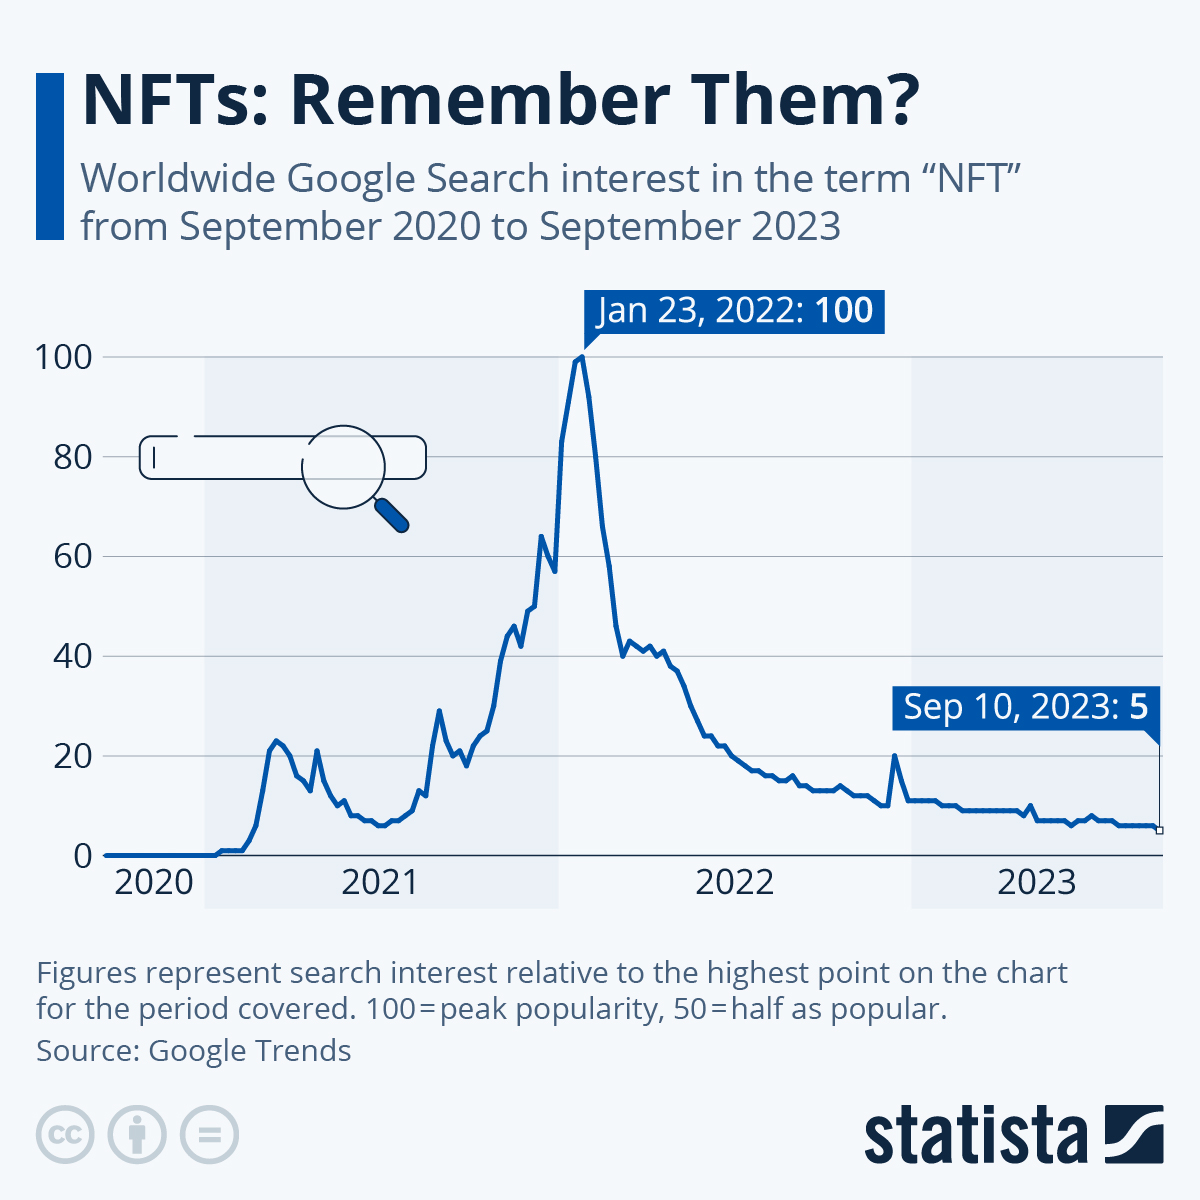 NFTs: Remember Them?
Worldwide Google Search interest in the term “NFT”
from September 2020 to September 2023
Jan 23, 2022: 100
100
80
60
40
Sep 10, 2023: 5
20
0
2020 2021 2022 2023
Figures represent search interest relative to the highest point on the chart
for the period covered. 100=peak popularity, 50=half as popular.
Source: Google Trends
cc
statista